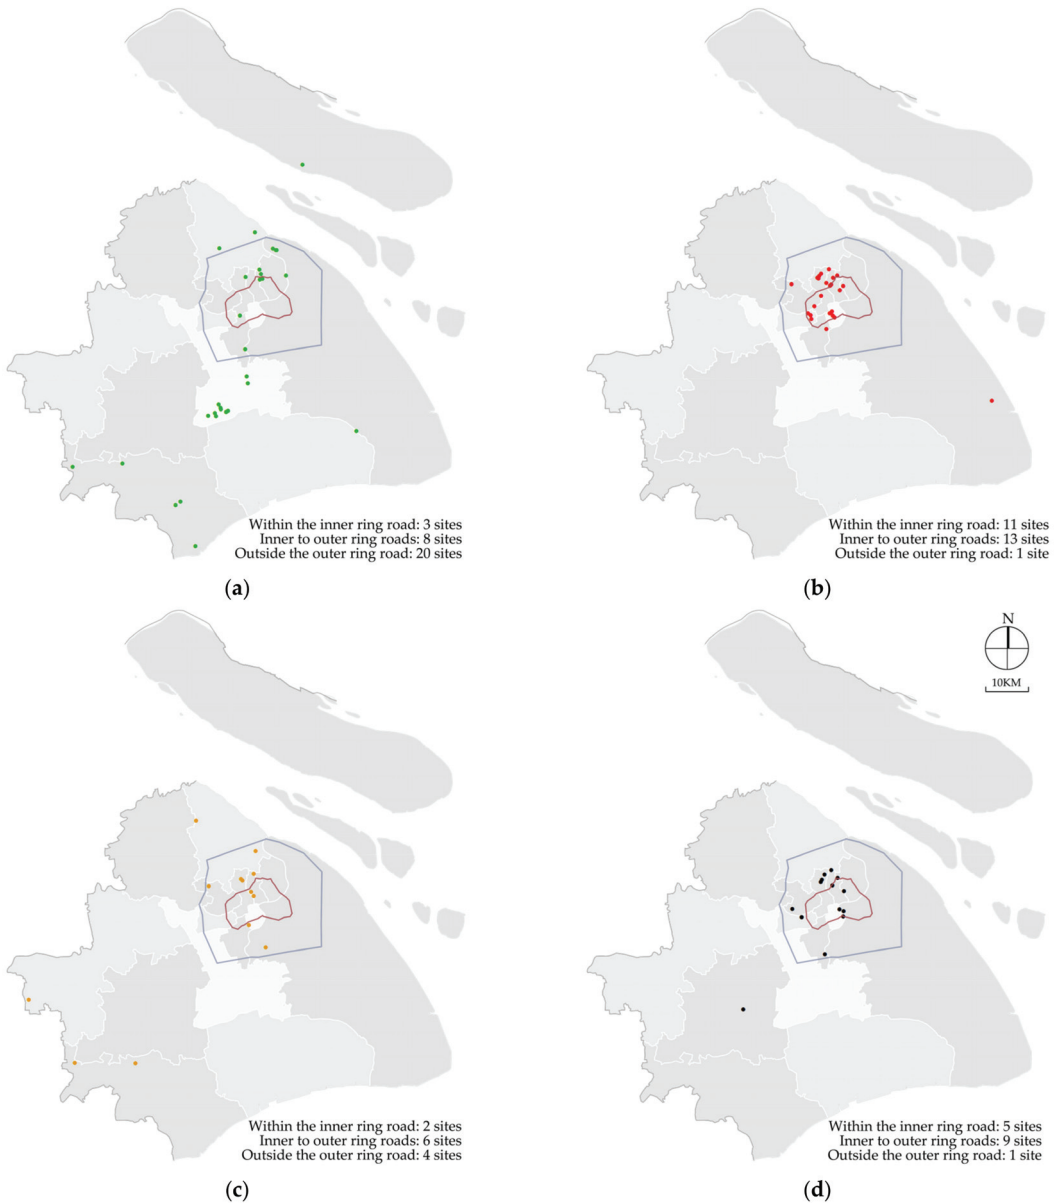 Within the inner ring road: 3 sites
Inner to outer ring roads: 8 sites
Outside the outer ring road: 20 sites
(a)
Within the inner ring road: 11 sites
Inner to outer ring roads: 13 sites
Outside the outer ring road: 1 site
(b)
N
10KM
Within the inner ring road: 2 sites
Inner to outer ring roads: 6 sites
Outside the outer ring road: 4 sites
(c)
Within the inner ring road: 5 sites
Inner to outer ring roads: 9 sites
Outside the outer ring road: 1 site
(d)